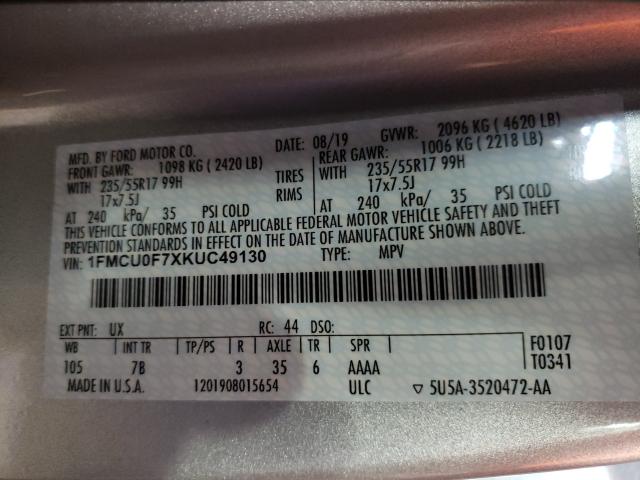 MFD. BY FORD MOTOR CO. DATE: 08/19 GVWR: 2096 KG ( 4620 LB)
FRONT GAWR: 1098 KG ( 2420 LB) REAR GAWR: 1006 KG ( 2218 LB)
WITH 235/55R17 99H TIRES WITH 235/55R17 99H
17x7.5J RIMS 17x7.5J
AT 240 kPa/ 35 PSI COLD AT 240 kPa/ 35 PSI COLD
THIS VEHICLE CONFORMS TO ALL APPLICABLE FEDERAL MOTOR VEHICLE SAFETY AND THEFT
PREVENTION STANDARDS IN EFFECT ON THE DATE OF MANUFACTURE SHOWN ABOVE.
VIN: 1FMCU0F7XKUC49130 TYPE: MPV
EXT PNT: UX RC: 44 DSO:
WB INT TR TP/PS R AXLE TR SPR F0107
105 7B 3 35 6 AAAA T0341
MADE IN U.S.A. 1201908015654 ULC ▽ 5U5A-3520472-AA